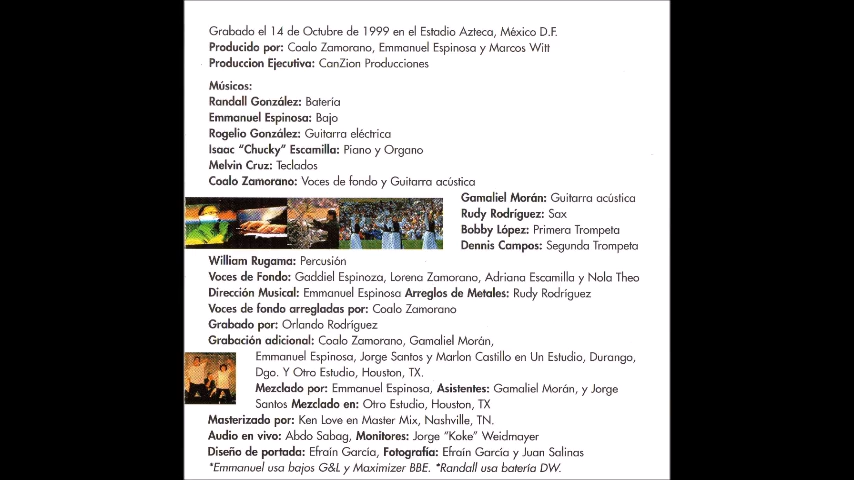 Grabado el 14 de Octubre de 1999 en el Estadio Azteca, México D.F.
Producido por: Coalo Zamorano, Emmanuel Espinosa y Marcos Witt
Produccion Ejecutiva: CanZion Producciones
Músicos:
Randall González: Batería
Emmanuel Espinosa: Bajo
Rogelio González: Guitarra eléctrica
Isaac "Chucky" Escamilla: Piano y Organo
Melvin Cruz: Teclados
Coalo Zamorano: Voces de fondo y Guitarra acústica
Gamaliel Morán: Guitarra acústica
Rudy Rodríguez: Sax
Bobby López: Primera Trompeta
Dennis Campos: Segunda Trompeta
William Rugama: Percusión
Voces de Fondo: Gaddiel Espinoza, Lorena Zamorano, Adriana Escamilla y Nola Theo
Dirección Musical: Emmanuel Espinosa Arreglos de Metales: Rudy Rodríguez
Voces de fondo arregladas por: Coalo Zamorano
Grabado por: Orlando Rodríguez
Grabación adicional: Coalo Zamorano, Gamaliel Morán,
Emmanuel Espinosa, Jorge Santos y Marlon Castillo en Un Estudio, Durango,
Dgo. Y Otro Estudio, Houston, TX.
Mezclado por: Emmanuel Espinosa, Asistentes: Gamaliel Morán, y Jorge
Santos Mezclado en: Otro Estudio, Houston, TX
Masterizado por: Ken Love en Master Mix, Nashville, TN.
Audio en vivo: Abdo Sabag, Monitores: Jorge "Koke" Weidmayer
Diseño de portada: Efraín García, Fotografía: Efraín García y Juan Salinas
*Emmanuel usa bajos G&L y Maximizer BBE. *Randall usa batería DW.